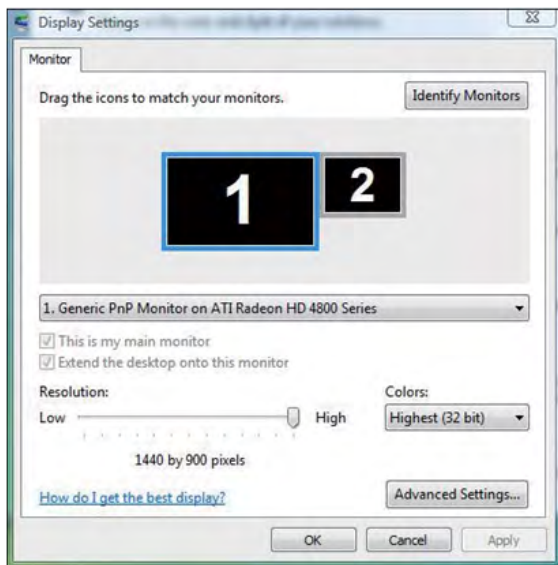 Display Settings
Monitor
Drag the icons to match your monitors.
Identify Monitors
1
2
1. Generic PnP Monitor on ATI Radeon HD 4800 Series
This is my main monitor
Extend the desktop onto this monitor
Resolution:
Colors:
Low
High
Highest (32 bit)
1440 by 900 pixels
How do I get the best display?
Advanced Settings...
OK
Cancel
Apply